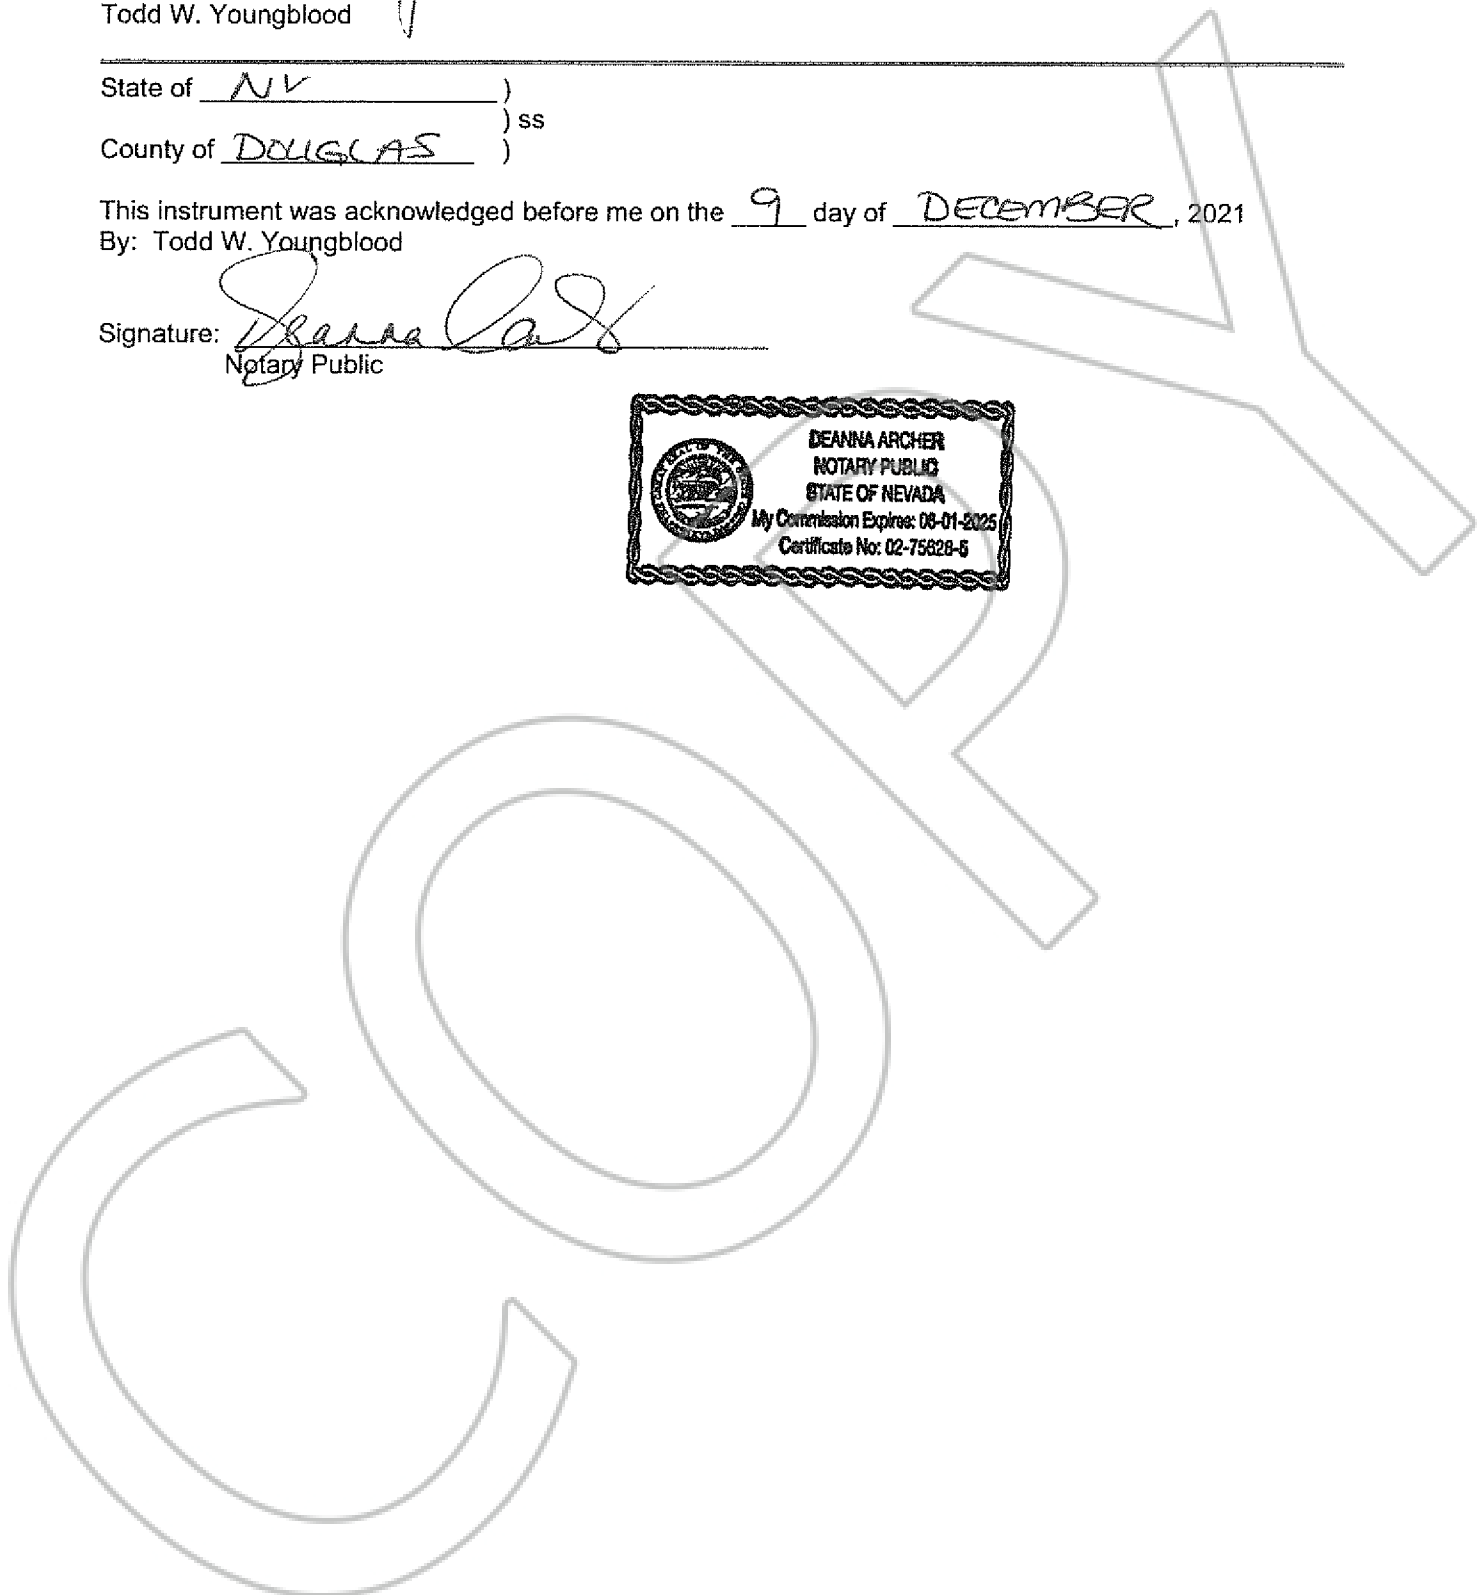 Todd W. Youngblood
State of NV )
) ss
County of DOUGLAS )
This instrument was acknowledged before me on the 9 day of DECEMBER, 2021
By: Todd W. Youngblood
Signature: Deanna
Notary Public
DEANNA ARCHER
NOTARY PUBLIC
STATE OF NEVADA
My Commission Expires: 08-01-2025
Certificate No: 02-75628-5
COPY